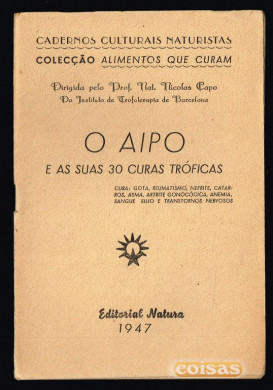 CADERNOS CULTURAIS NATURISTAS
COLECÇÃO ALIMENTOS QUE CURAM
Dirigida pelo Prof. Nat. Nicolas Capo
Do Instituto de Trofoterapia de Barcelona
O AIPO
E AS SUAS 30 CURAS TRÓFICAS
CURA: GOTA, REUMATISMO, NEFRITE, CATAR-
ROS, ASMA, ARTRITE GONOCÓCICA, ANEMIA,
SANGUE SUJO E TRANSTORNOS NERVOSOS
Editorial Natura
1947
coisas